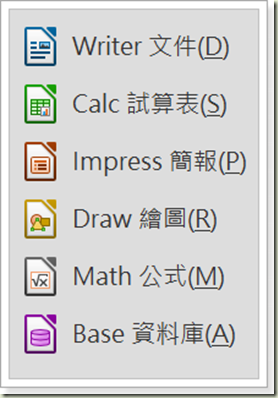 Writer 文件(D)
Calc 試算表(S)
Impress 簡報(P)
Draw 繪圖(R)
Math 公式(M)
Base 資料庫(A)